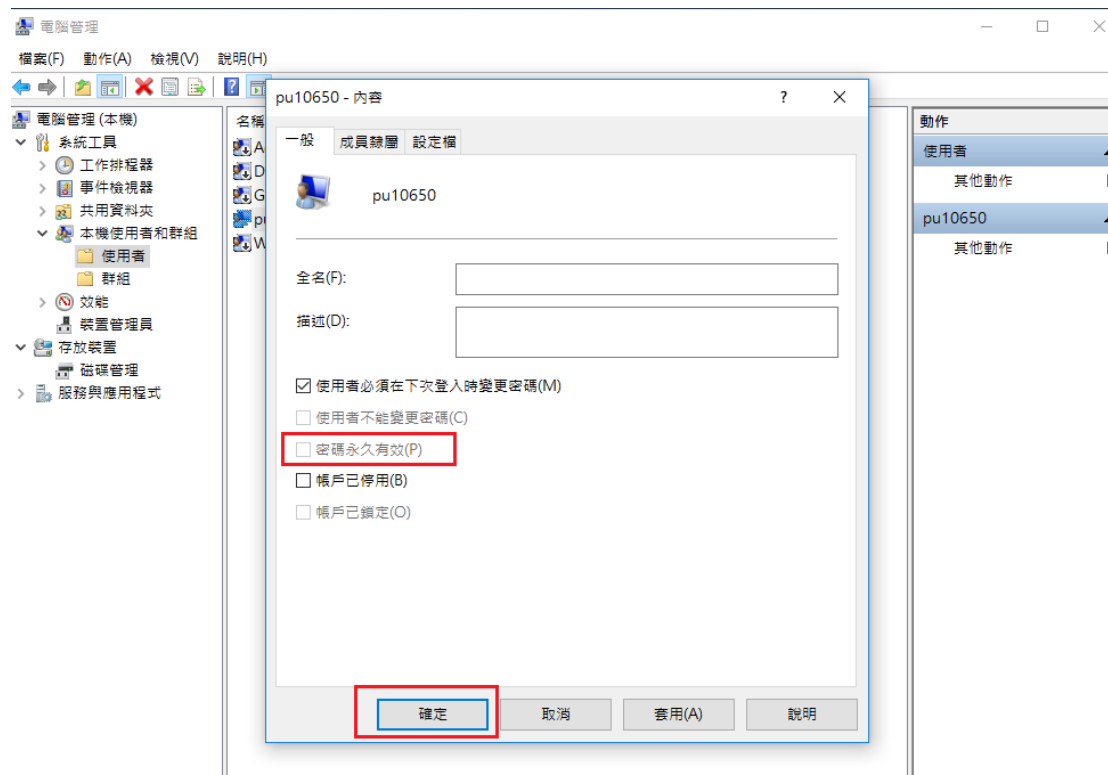 電腦管理
檔案(F) 動作(A) 檢視(V) 說明(H)
電腦管理 (本機)
系統工具
工作排程器
事件檢視器
共用資料夾
本機使用者和群組
使用者
群組
效能
裝置管理員
存放裝置
磁碟管理
服務與應用程式
名稱
A
D
G
pu
W
pu10650 - 內容
?
一般 成員隸屬 設定檔
pu10650
全名(F):
描述(D):
使用者必須在下次登入時變更密碼(M)
使用者不能變更密碼(C)
密碼永久有效(P)
帳戶已停用(B)
帳戶已鎖定(O)
確定 取消 套用(A) 說明
動作
使用者
其他動作
pu10650
其他動作